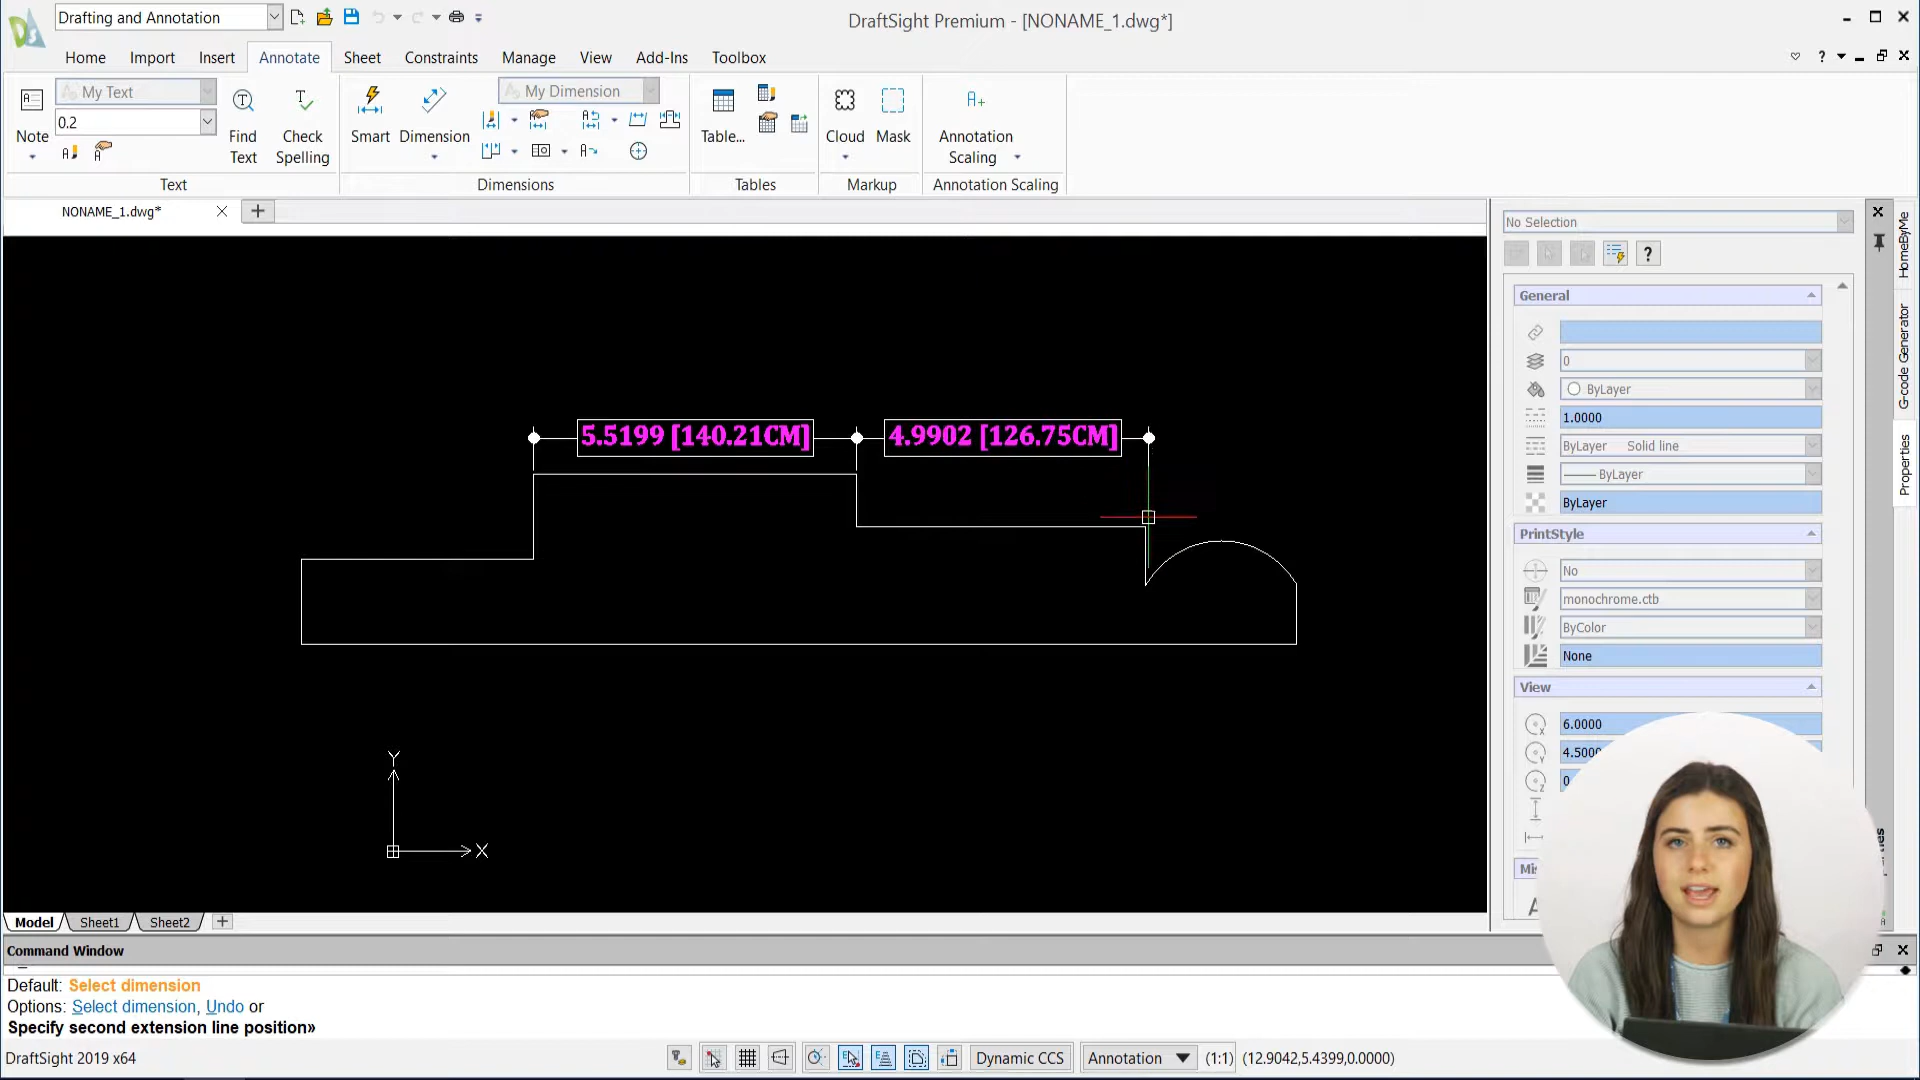 Drafting and Annotation
DraftSight Premium - [NONAME_1.dwg*]
Home Import Insert Annotate Sheet Constraints Manage View Add-Ins Toolbox
My Text
0.2
Note
Find Text
Check Spelling
Text
Smart
Dimension
My Dimension
Dimensions
Table...
Tables
Cloud
Mask
Markup
Annotation Scaling
Annotation Scaling
NONAME_1.dwg*
5.5199 [140.21CM]
4.9902 [126.75CM]
Y
X
No Selection
General
0
ByLayer
1.0000
ByLayer Solid line
ByLayer
ByLayer
PrintStyle
No
monochrome.ctb
ByColor
None
View
6.0000
4.5000
0
HomeByMe
G-code Generator
Properties
Model Sheet1 Sheet2
Command Window
Default: Select dimension
Options: Select dimension, Undo or
Specify second extension line position»
DraftSight 2019 x64
Dynamic CCS
Annotation
(1:1)
(12.9042,5.4399,0.0000)